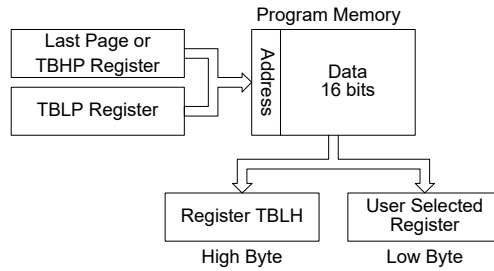 Program Memory
Last Page or
TBHP Register
TBLP Register
Address
Data
16 bits
Register TBLH
High Byte
User Selected
Register
Low Byte